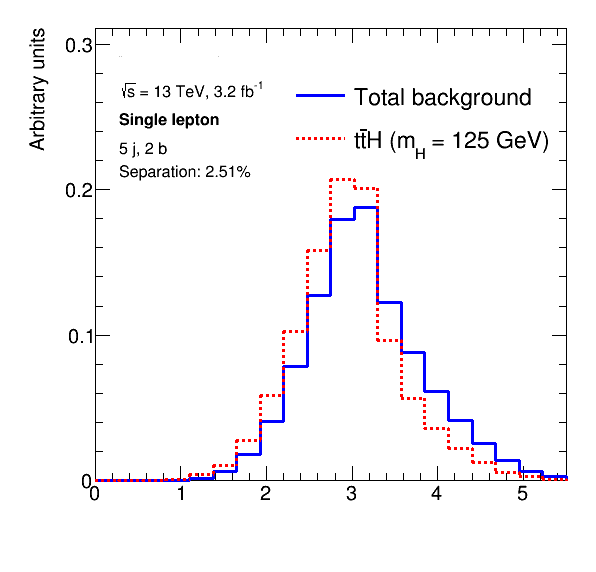 Arbitrary units
0.3
0.2
0.1
0
√s = 13 TeV, 3.2 fb⁻¹
Single lepton
5 j, 2 b
Separation: 2.51%
Total background
tt̄H (m_H = 125 GeV)
0 1 2 3 4 5